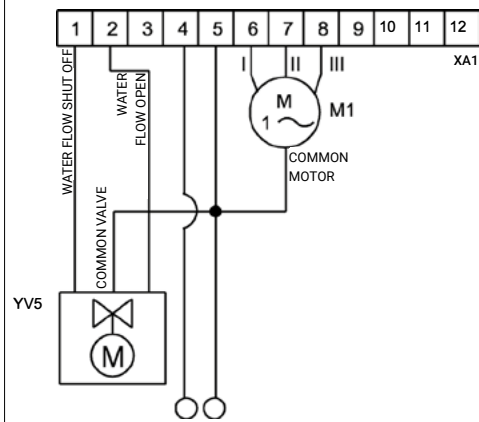 1 2 3 4 5 6 7 8 9 10 11 12
XA1
WATER FLOW SHUT OFF
WATER
FLOW OPEN
I II III
M
1
M1
COMMON
MOTOR
COMMON VALVE
YV5
M